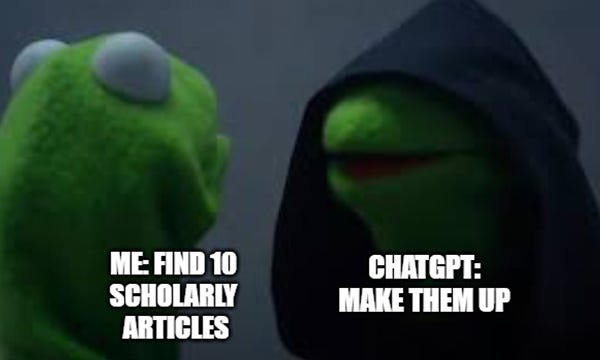 ME: FIND 10
SCHOLARLY
ARTICLES
CHATGPT:
MAKE THEM UP